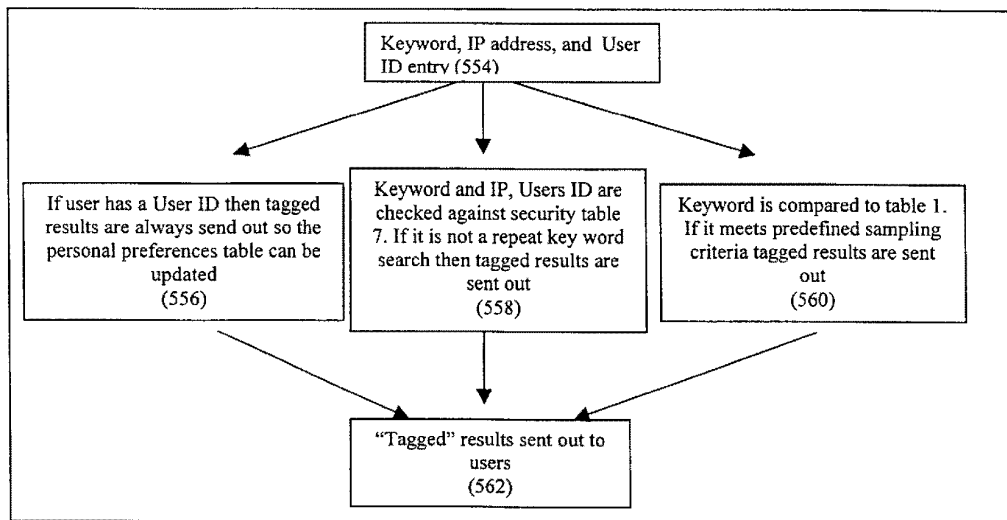 Keyword, IP address, and User
ID entry (554)
If user has a User ID then tagged
results are always send out so the
personal preferences table can be
updated
(556)
Keyword and IP, Users ID are
checked against security table
7. If it is not a repeat key word
search then tagged results are
sent out
(558)
Keyword is compared to table 1.
If it meets predefined sampling
criteria tagged results are sent
out
(560)
“Tagged” results sent out to
users
(562)